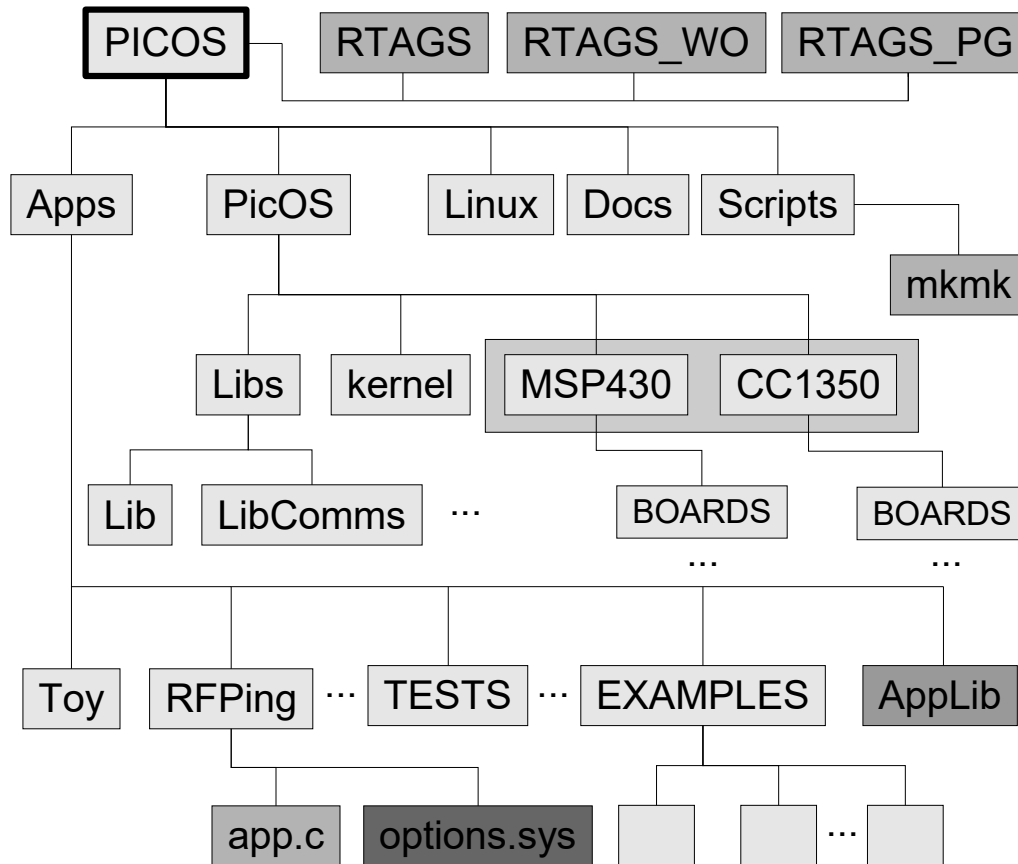 PICOS RTAGS RTAGS_WO RTAGS_PG
Apps PicOS Linux Docs Scripts
mkmk
Libs kernel MSP430 CC1350
Lib LibComms ... BOARDS BOARDS
... ...
Toy RFPing ... TESTS ... EXAMPLES AppLib
app.c options.sys ...